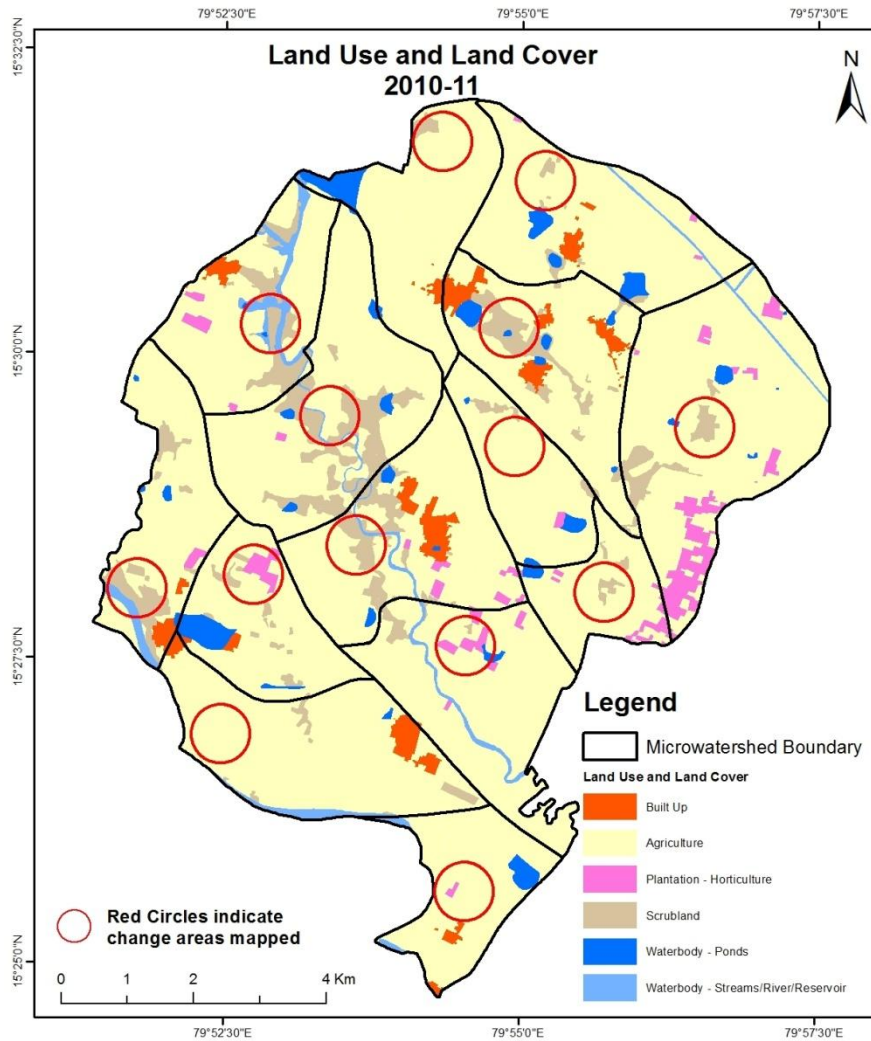 79°52'30"E
79°55'0"E
79°57'30"E
15°32'30"N
Land Use and Land Cover
2010-11
N
15°30'0"N
15°27'30"N
15°25'0"N
Legend
Microwatershed Boundary
Land Use and Land Cover
Built Up
Agriculture
Plantation - Horticulture
Scrubland
Waterbody - Ponds
Waterbody - Streams/River/Reservoir
Red Circles indicate
change areas mapped
0 1 2 4 Km
79°52'30"E
79°55'0"E
79°57'30"E